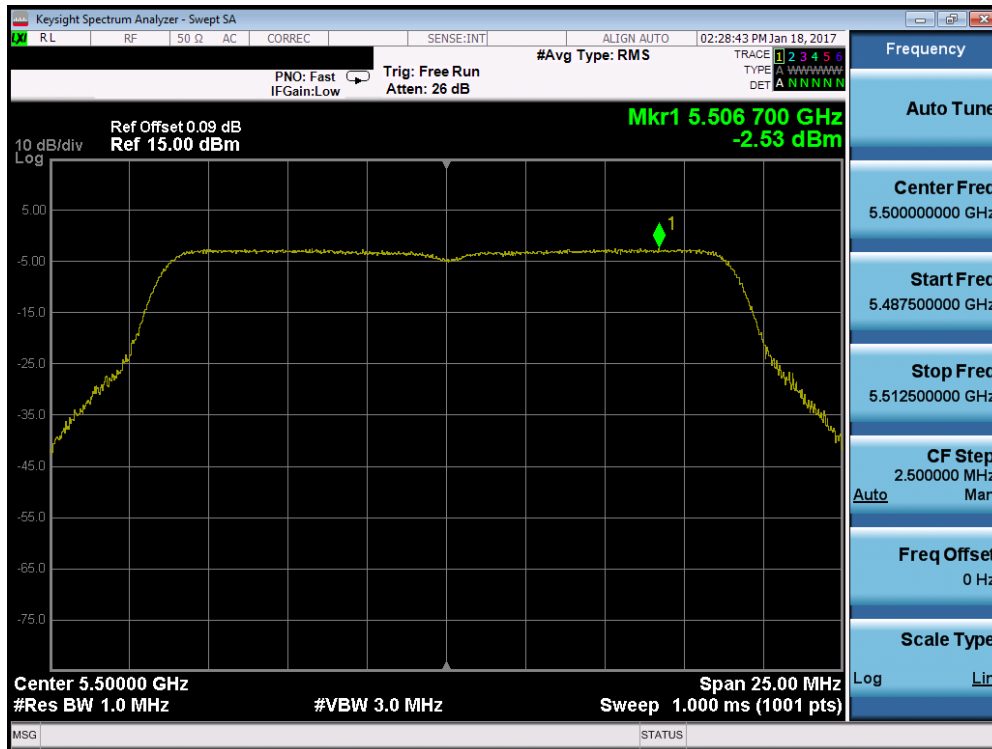 Keysight Spectrum Analyzer - Swept SA
LXI RL RF 50 Ω AC CORREC SENSE:INT ALIGN AUTO 02:28:43 PM Jan 18, 2017
#Avg Type: RMS
TRACE 1 2 3 4 5 6
TYPE A WWWWWW
DET A N N N N N
PNO: Fast
IFGain:Low
Trig: Free Run
Atten: 26 dB
Mkr1 5.506 700 GHz
-2.53 dBm
Ref Offset 0.09 dB
10 dB/div Ref 15.00 dBm
Log
1
5.00
-5.00
-15.0
-25.0
-35.0
-45.0
-55.0
-65.0
-75.0
Center 5.50000 GHz Span 25.00 MHz
#Res BW 1.0 MHz #VBW 3.0 MHz Sweep 1.000 ms (1001 pts)
MSG STATUS
Frequency
Auto Tune
Center Freq
5.500000000 GHz
Start Freq
5.487500000 GHz
Stop Freq
5.512500000 GHz
CF Step
2.500000 MHz
Auto Man
Freq Offset
0 Hz
Scale Type
Log Lin